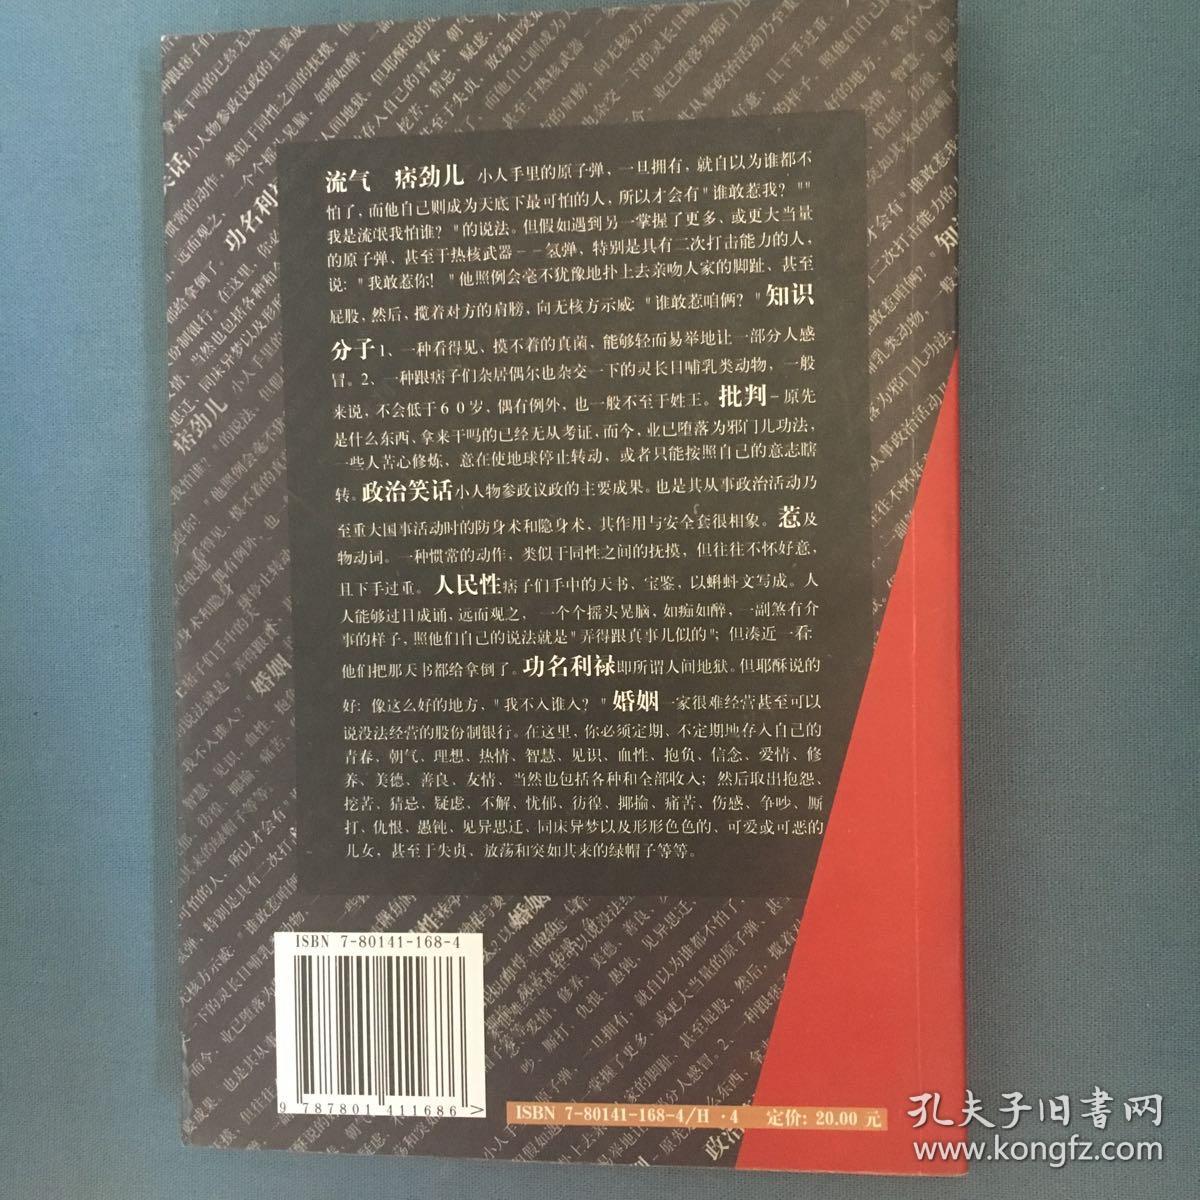 流气 痞劲儿 小人手里的原子弹，一旦拥有，就自以为谁都不
怕了，而他自己则成为天底下最可怕的人，所以才会有"谁敢惹我？""
我是流氓我怕谁？"的说法。但假如遇到另一掌握了更多、或更大当量
的原子弹、甚至于热核武器－－氢弹，特别是具有二次打击能力的人，
说："我敢惹你！"他照例会毫不犹像地扑上去亲吻人家的脚趾、甚至
屁股，然后，揽着对方的肩膀，向无核方示威："谁敢惹咱俩？"知识
分子1、一种看得见、摸不着的真菌，能够轻而易举地让一部分人感
冒。2、一种跟痞子们杂居偶尔也杂交一下的灵长目哺乳类动物，一般
来说，不会低于60岁，偶有例外，也一般不至于姓王。批判－原先
是什么东西、拿来干吗的已经无从考证，而今，业已堕落为邪门儿功法，
一些人苦心修炼，意在使地球停止转动，或者只能按照自己的意志瞎
转。政治笑话小人物参政议政的主要成果。也是其从事政治活动乃
至重大国事活动时的防身术和隐身术，其作用与安全套很相象。惹及
物动词。一种惯常的动作，类似于同性之间的抚摸，但往往不怀好意，
且下手过重。人民性痞子们手中的天书、宝鉴，以蝌蚪文写成。人
人能够过目成诵，远而观之，一个个摇头晃脑，如痴如醉，一副煞有介
事的样子，照他们自己的说法就是"弄得跟真事儿似的"；但凑近一看：
他们把那天书都给拿倒了。功名利禄即所谓人间地狱。但耶酥说的
好：像这么好的地方，"我不入谁入？"婚姻一家很难经营甚至可以
说没法经营的股份制银行。在这里，你必须定期、不定期地存入自己的
青春、朝气、理想、热情、智慧、见识、血性、抱负、信念、爱情、修
养、美德、善良、友情、当然也包括各种和全部收入；然后取出抱怨、
挖苦、猜忌、疑虑、不解、忧郁、彷徨、揶揄、痛苦、伤感、争吵、厮
打、仇恨、愚钝、见异思迁、同床异梦以及形形色色的、可爱或可恶的
儿女，甚至于失贞、放荡和突如其来的绿帽子等等。
ISBN 7-80141-168-4
9 787801 411686 >
ISBN 7-80141-168-4/H·4 定价: 20.00 元
孔夫子旧书网
www.kongfz.com